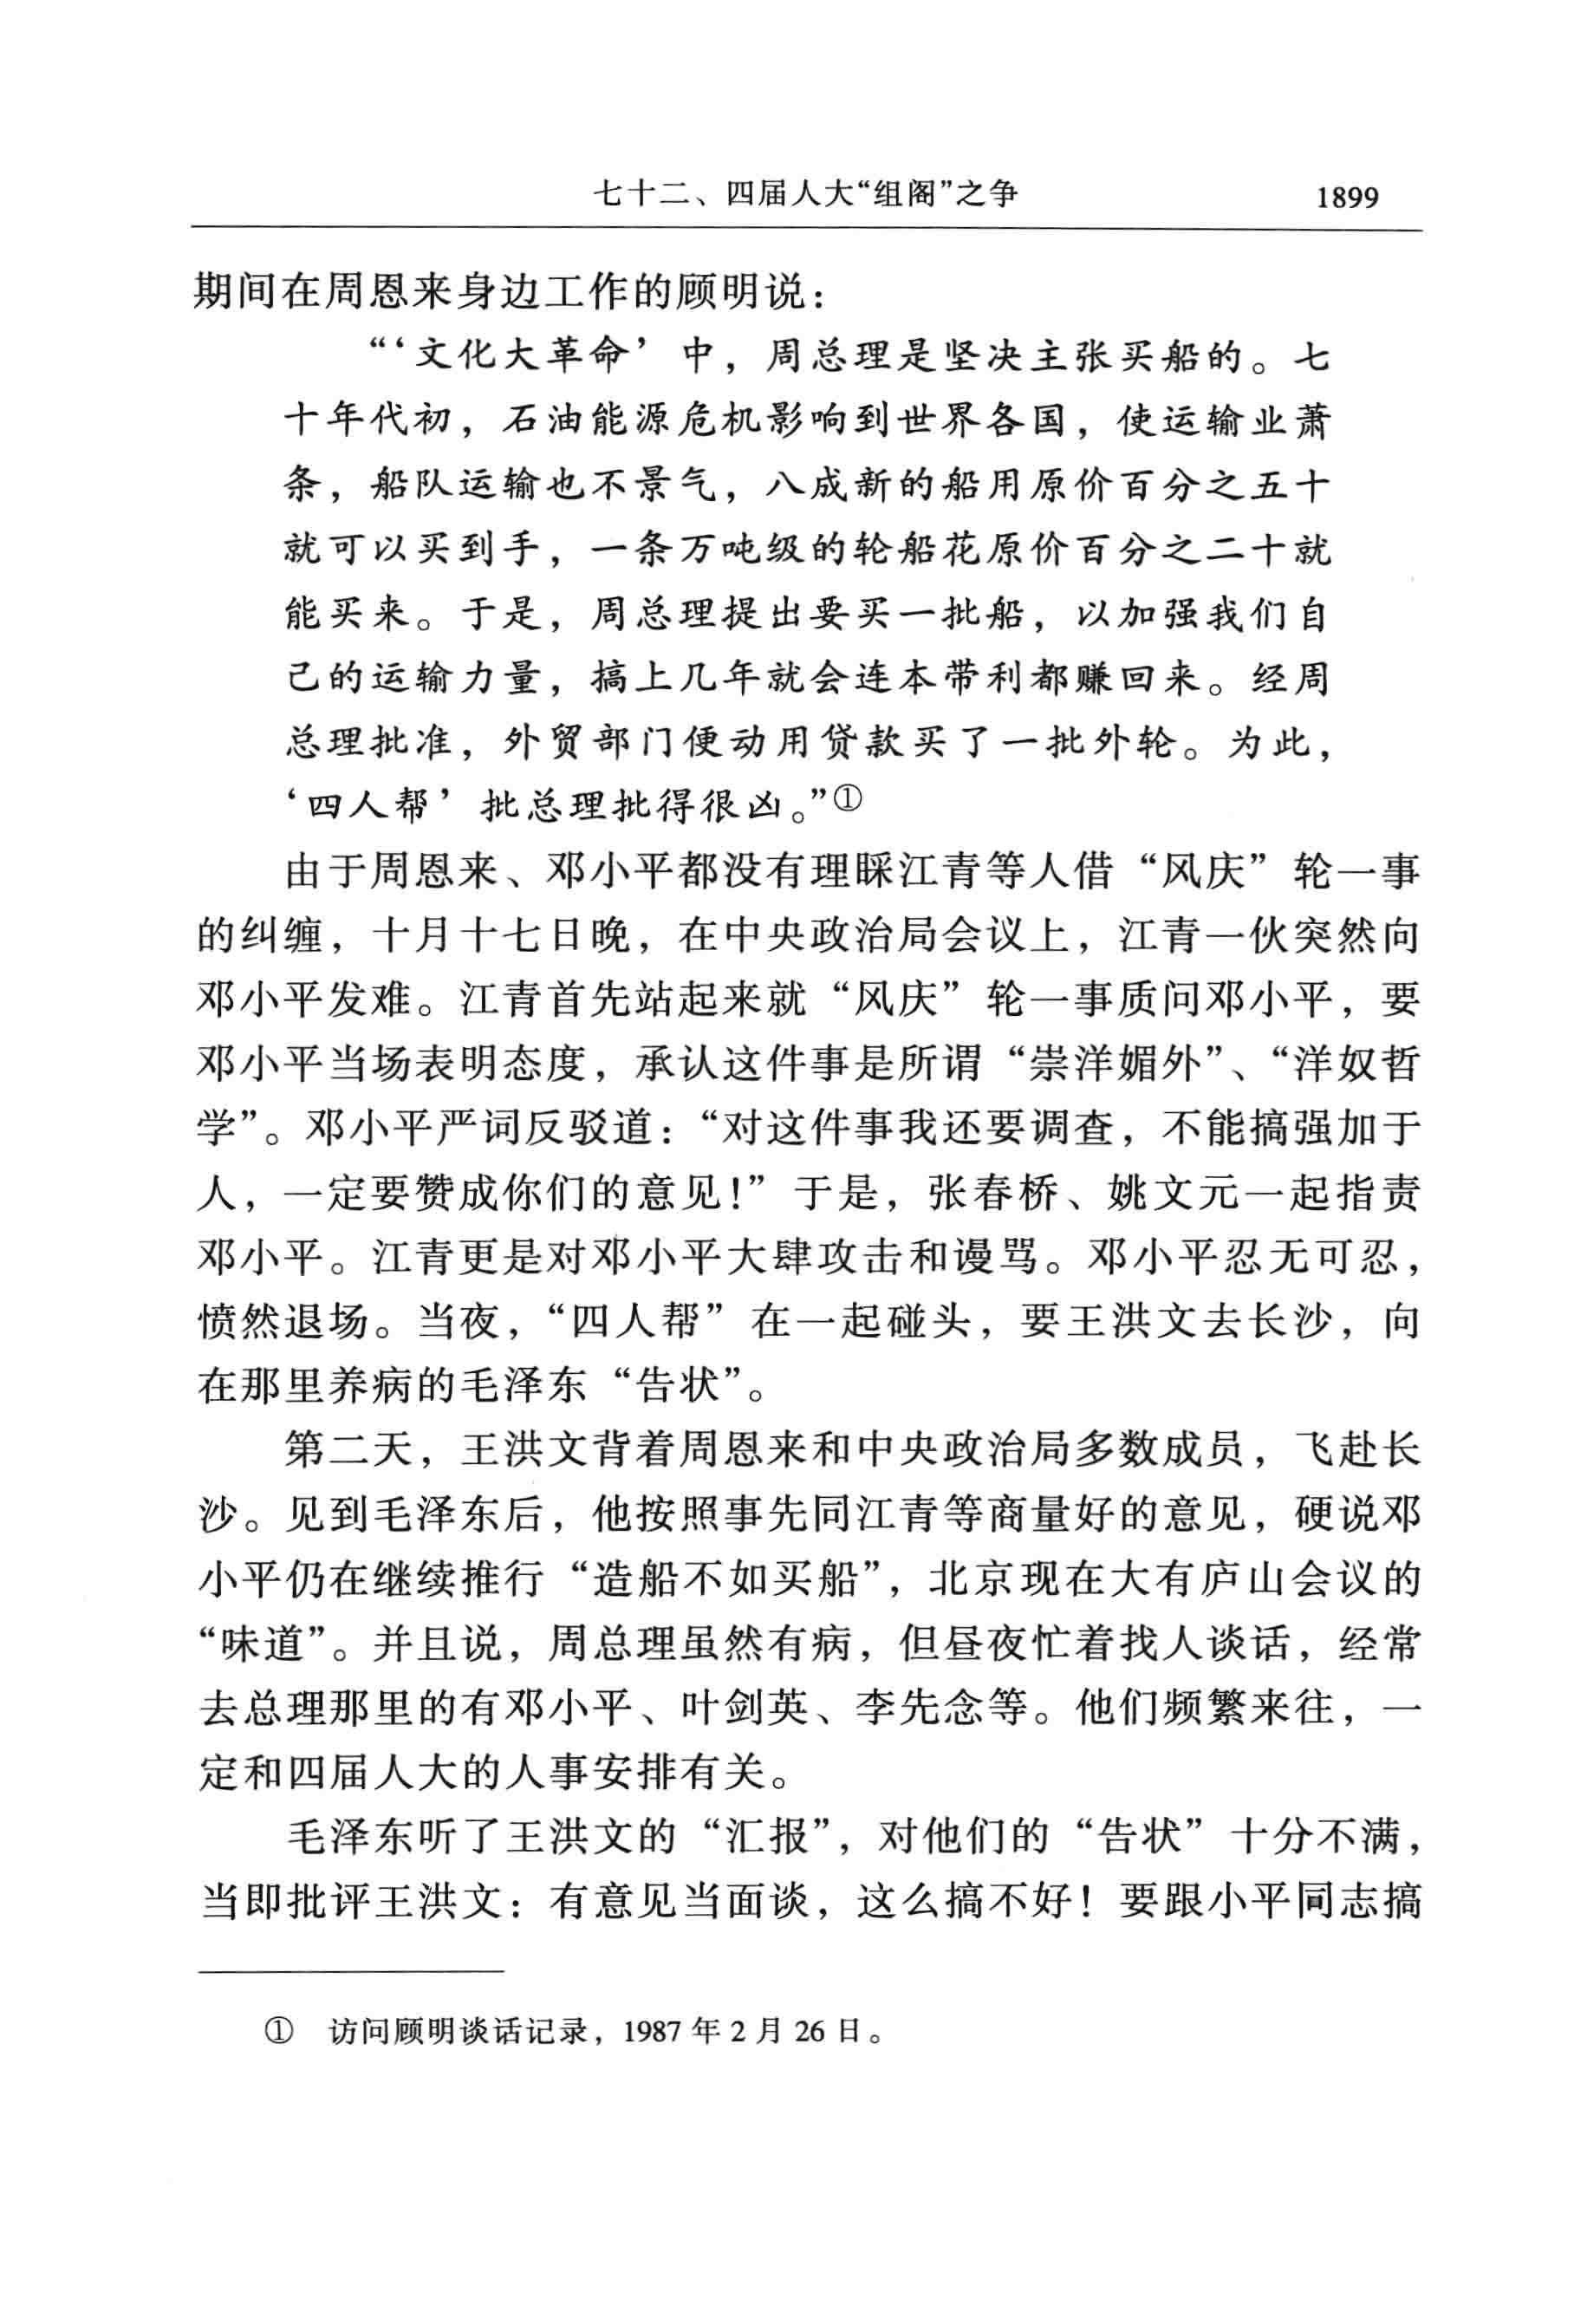 七十二、四届人大“组阁”之争 1899
期间在周恩来身边工作的顾明说：
“‘文化大革命’中，周总理是坚决主张买船的。七
十年代初，石油能源危机影响到世界各国，使运输业萧
条，船队运输也不景气，八成新的船用原价百分之五十
就可以买到手，一条万吨级的轮船花原价百分之二十就
能买来。于是，周总理提出要买一批船，以加强我们自
己的运输力量，搞上几年就会连本带利都赚回来。经周
总理批准，外贸部门便动用贷款买了一批外轮。为此，
‘四人帮’批总理批得很凶。”①
由于周恩来、邓小平都没有理睬江青等人借“风庆”轮一事
的纠缠，十月十七日晚，在中央政治局会议上，江青一伙突然向
邓小平发难。江青首先站起来就“风庆”轮一事质问邓小平，要
邓小平当场表明态度，承认这件事是所谓“崇洋媚外”、“洋奴哲
学”。邓小平严词反驳道：“对这件事我还要调查，不能搞强加于
人，一定要赞成你们的意见！”于是，张春桥、姚文元一起指责
邓小平。江青更是对邓小平大肆攻击和谩骂。邓小平忍无可忍，
愤然退场。当夜，“四人帮”在一起碰头，要王洪文去长沙，向
在那里养病的毛泽东“告状”。
第二天，王洪文背着周恩来和中央政治局多数成员，飞赴长
沙。见到毛泽东后，他按照事先同江青等商量好的意见，硬说邓
小平仍在继续推行“造船不如买船”，北京现在大有庐山会议的
“味道”。并且说，周总理虽然有病，但昼夜忙着找人谈话，经常
去总理那里的有邓小平、叶剑英、李先念等。他们频繁来往，一
定和四届人大的人事安排有关。
毛泽东听了王洪文的“汇报”，对他们的“告状”十分不满，
当即批评王洪文：有意见当面谈，这么搞不好！要跟小平同志搞
① 访问顾明谈话记录，1987年2月26日。